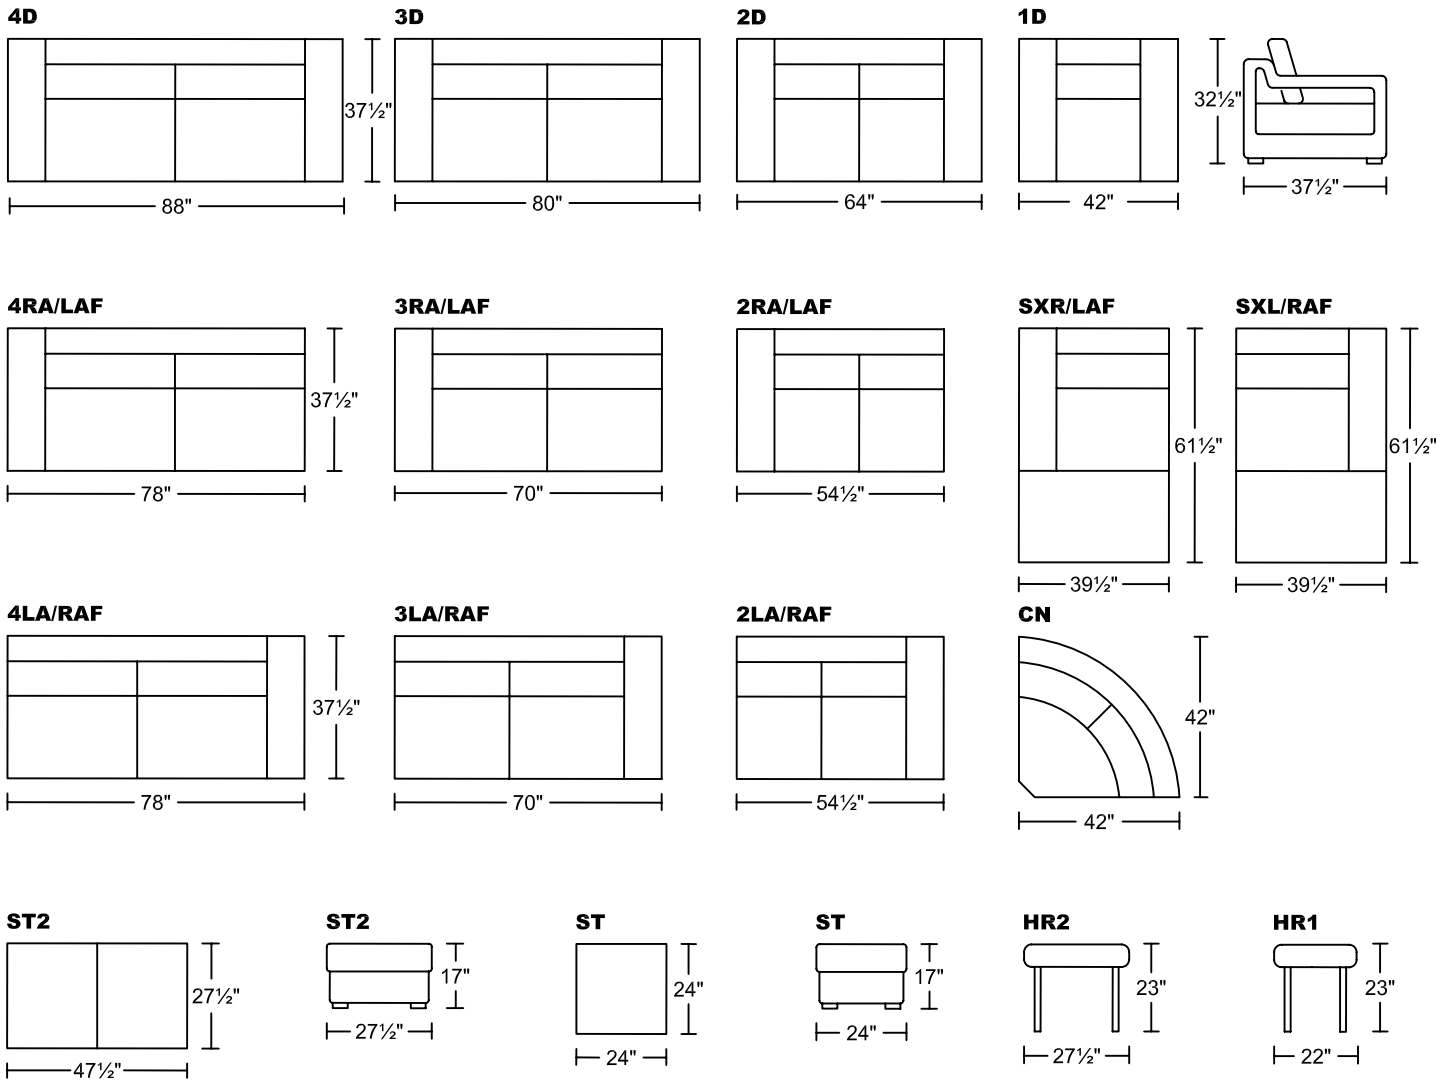 4D
3D
2D
1D
37½"
32½"
88"
80"
64"
42"
37½"
4RA/LAF
3RA/LAF
2RA/LAF
SXR/LAF
SXL/RAF
37½"
61½"
61½"
78"
70"
54½"
39½"
39½"
4LA/RAF
3LA/RAF
2LA/RAF
CN
37½"
42"
78"
70"
54½"
42"
ST2
ST2
ST
ST
HR2
HR1
27½"
17"
24"
17"
23"
23"
47½"
27½"
24"
24"
27½"
22"